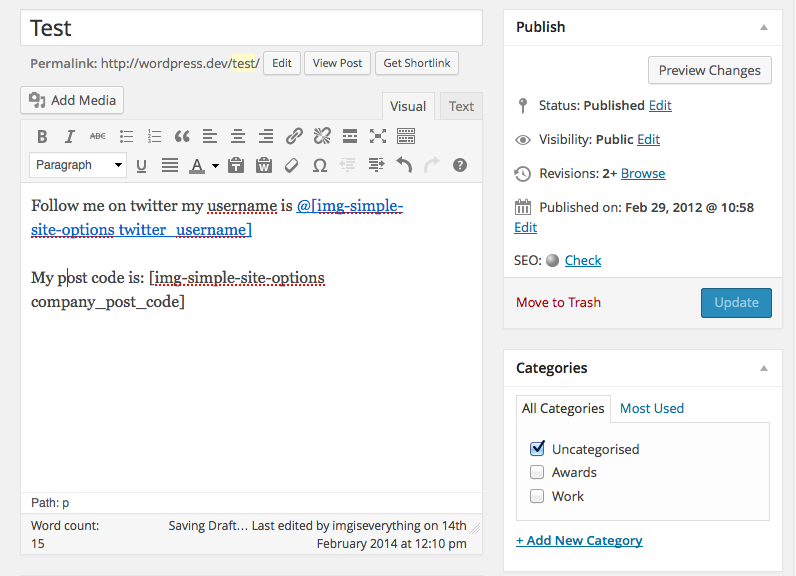 Test
Permalink: http://wordpress.dev/test/ Edit View Post Get Shortlink
Add Media
Visual Text
B I ABC
Paragraph U A T W Ω ?
Follow me on twitter my username is @[img-simple-
site-options twitter_username]
My post code is: [img-simple-site-options
company_post_code]
Path: p
Word count:
15
Saving Draft... Last edited by imgiseverything on 14th
February 2014 at 12:10 pm
Publish
Preview Changes
Status: Published Edit
Visibility: Public Edit
Revisions: 2+ Browse
Published on: Feb 29, 2012 @ 10:58
Edit
SEO: Check
Move to Trash Update
Categories
All Categories Most Used
Uncategorised
Awards
Work
+ Add New Category